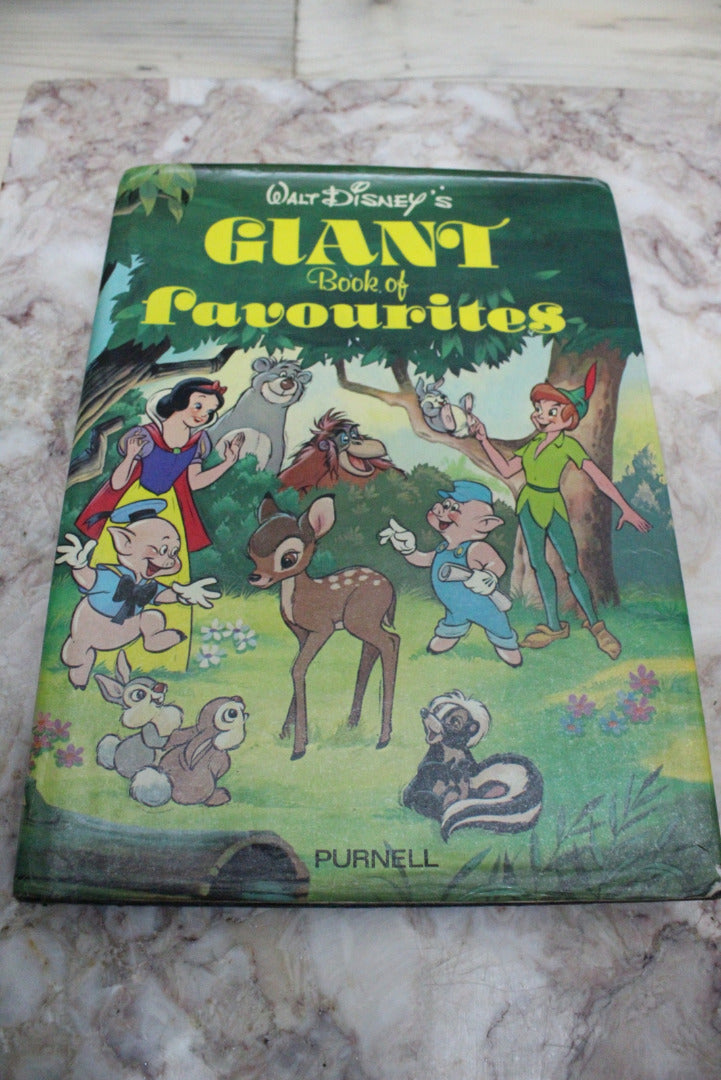 WALT DISNEY'S
GIANT
Book of
favourites
PURNELL